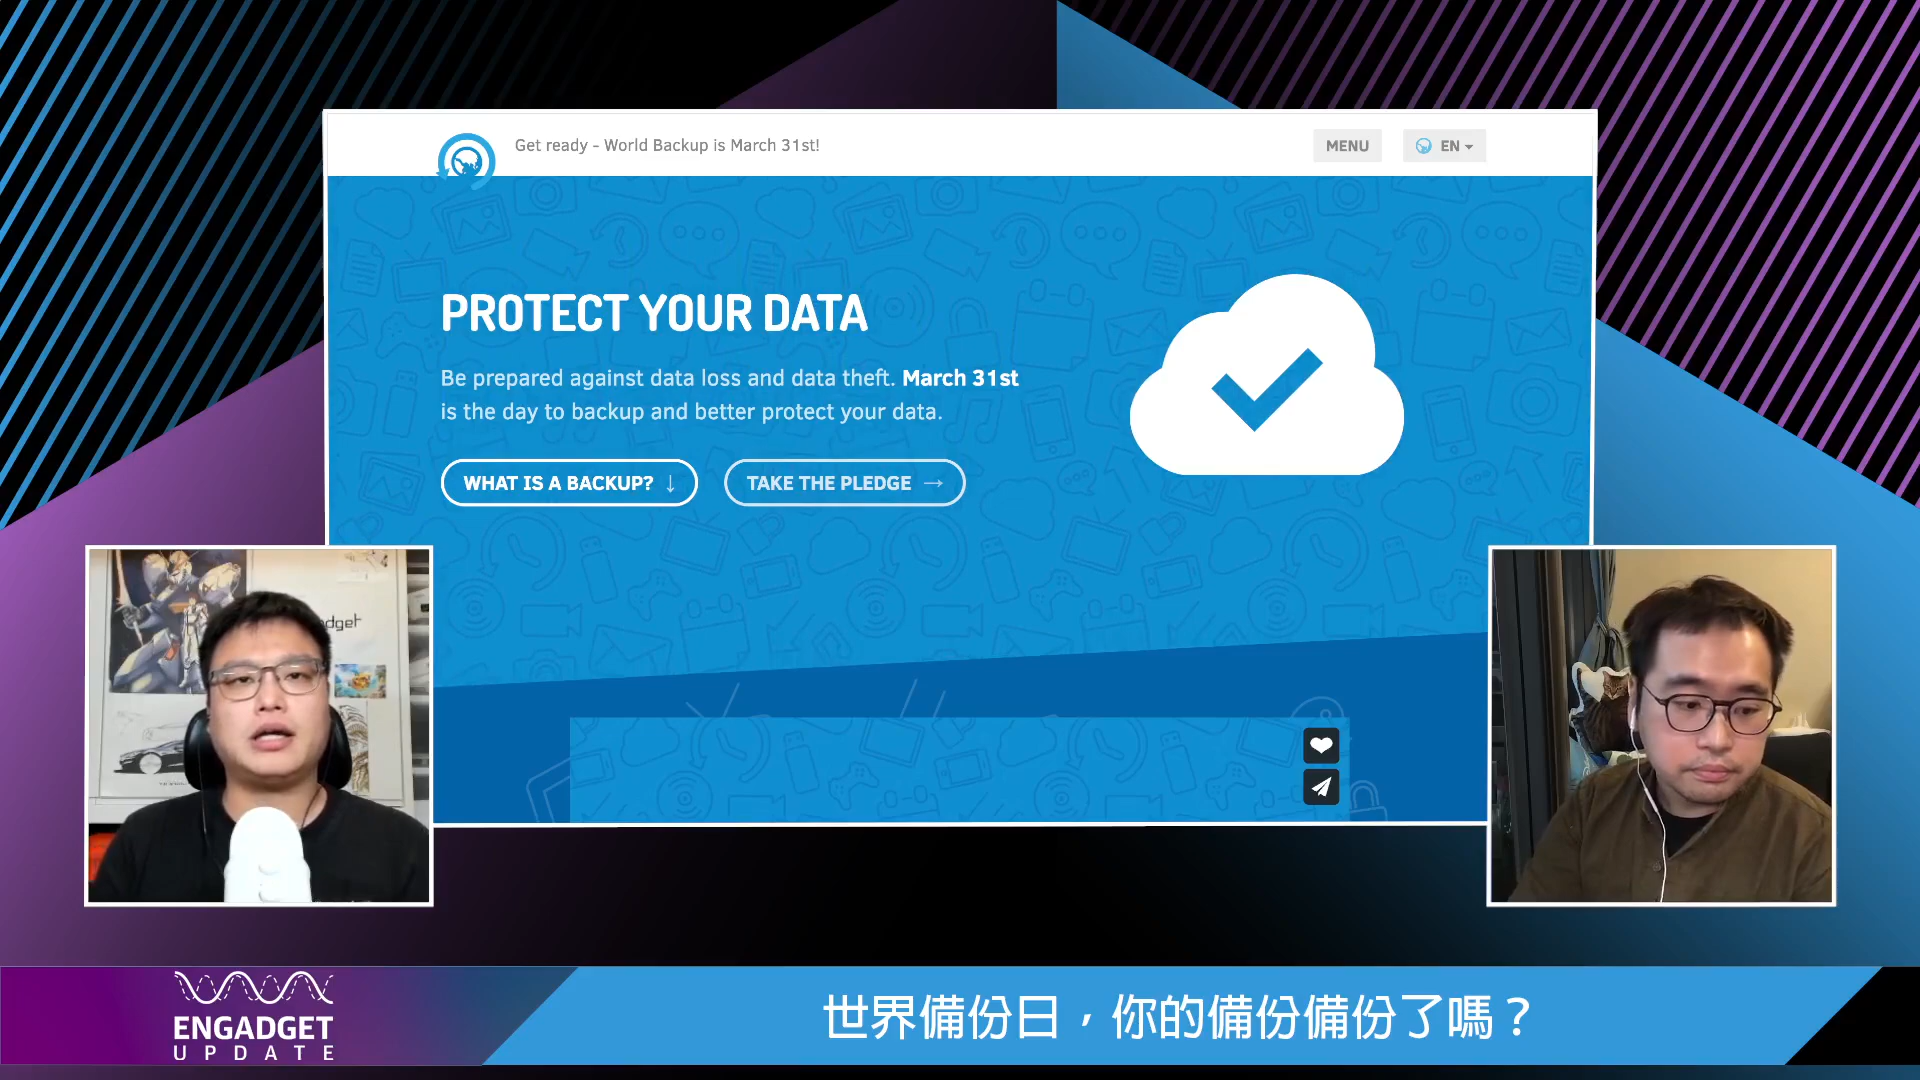 Get ready - World Backup is March 31st!
MENU
EN
PROTECT YOUR DATA
Be prepared against data loss and data theft. March 31st
is the day to backup and better protect your data.
WHAT IS A BACKUP? ↓
TAKE THE PLEDGE →
adget
ENGADGET
UPDATE
世界備份日，你的備份備份了嗎？